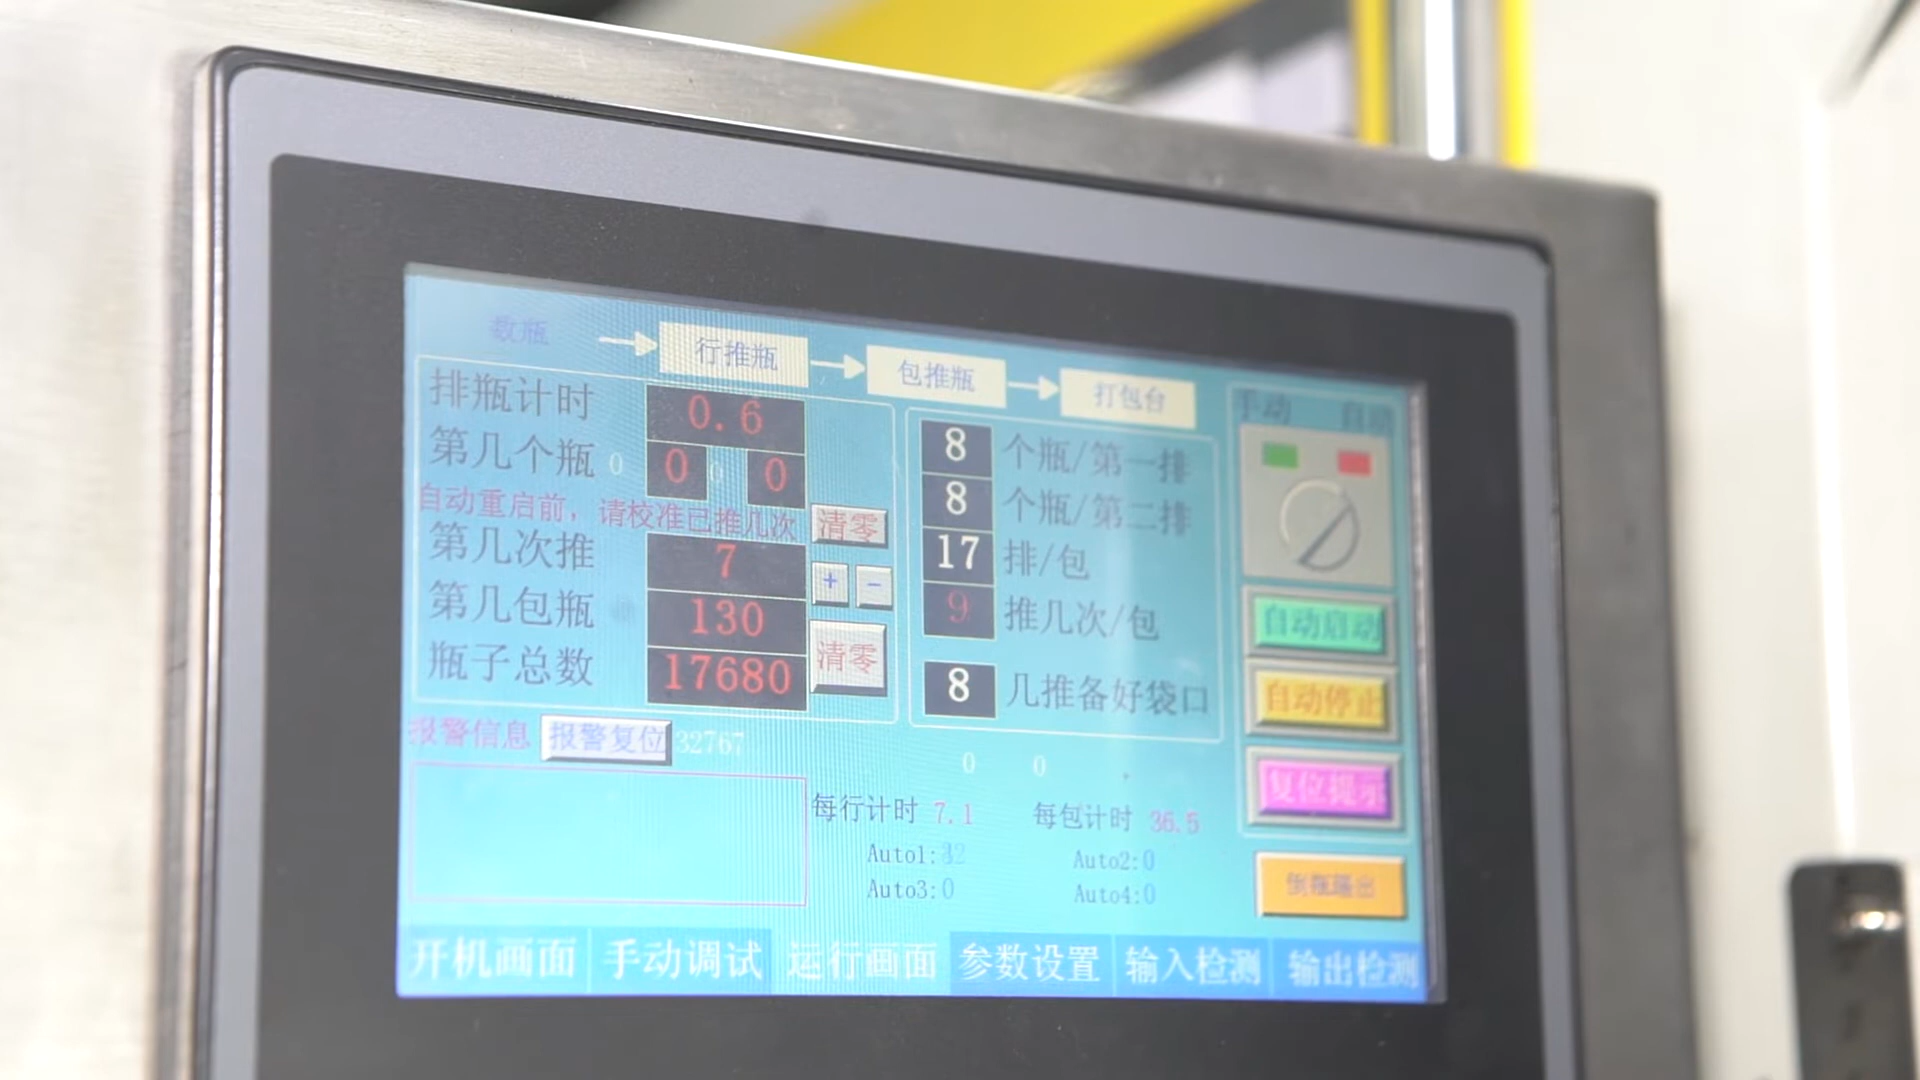 数瓶 行推瓶 包推瓶 打包台
排瓶计时 0.6
第几个瓶 0 0 0 0
自动重启前，请校准已推几次 清零
第几次推 7 + -
第几包瓶 130
瓶子总数 17680 清零
8 个瓶/第一排
8 个瓶/第二排
17 排/包
9 推几次/包
8 几推备好袋口
手动 自动
自动启动
自动停止
复位提示
报警信息 报警复位 32767
0 0
每行计时 7.1 每包计时 36.5
Auto1: Auto2:0
Auto3:0 Auto4:0
开机画面 手动调试 运行画面 参数设置 输入检测 输出检测